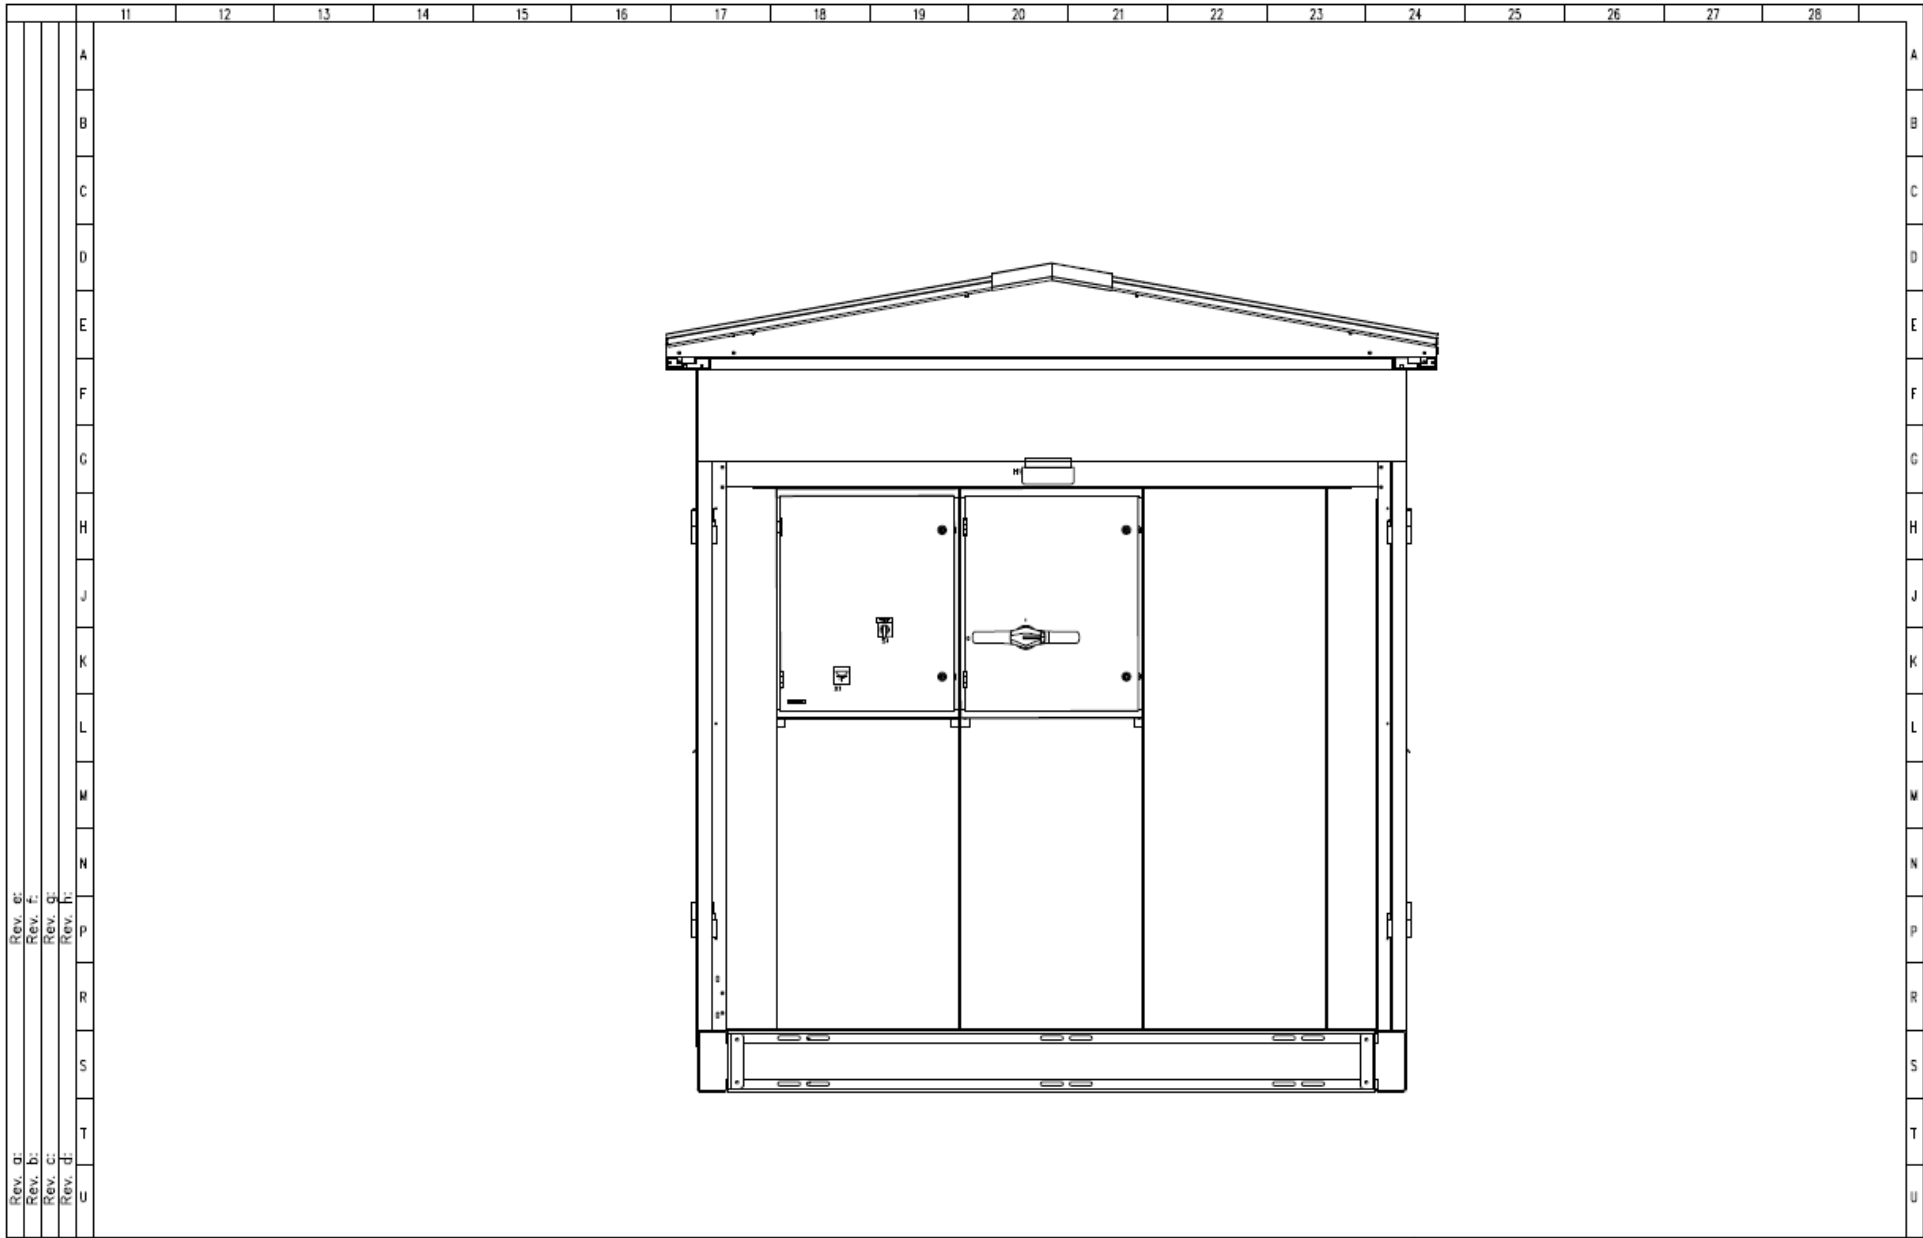 11 12 13 14 15 16 17 18 19 20 21 22 23 24 25 26 27 28
A A
B B
C C
D D
E E
F F
G G
H H
J J
K K
L L
M M
N N
P P
R R
S S
T T
U U
Rev. a: Rev. e:
Rev. b: Rev. f:
Rev. c: Rev. g:
Rev. d: Rev. h: